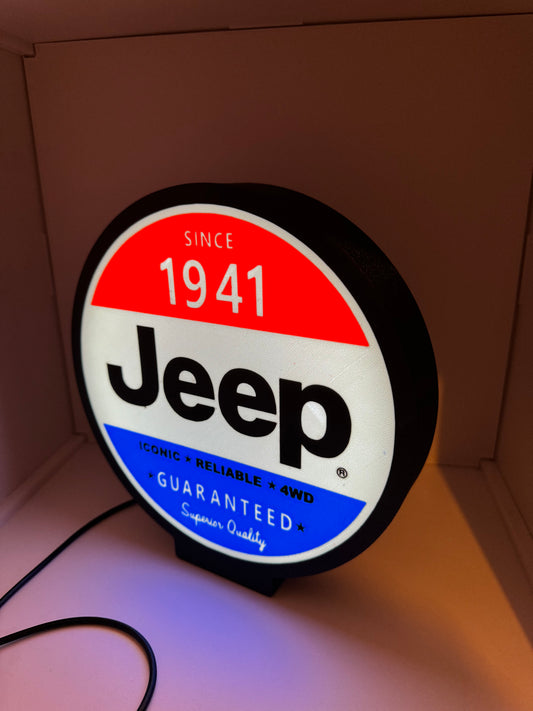 SINCE
1941
Jeep
®
ICONIC ★ RELIABLE ★ 4WD
★ GUARANTEED ★
Superior Quality